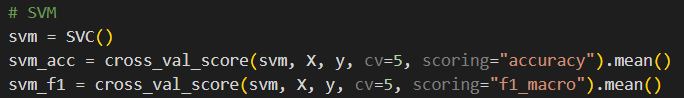 # SVM
svm = SVC()
svm_acc = cross_val_score(svm, X, y, cv=5, scoring="accuracy").mean()
svm_f1 = cross_val_score(svm, X, y, cv=5, scoring="f1_macro").mean()